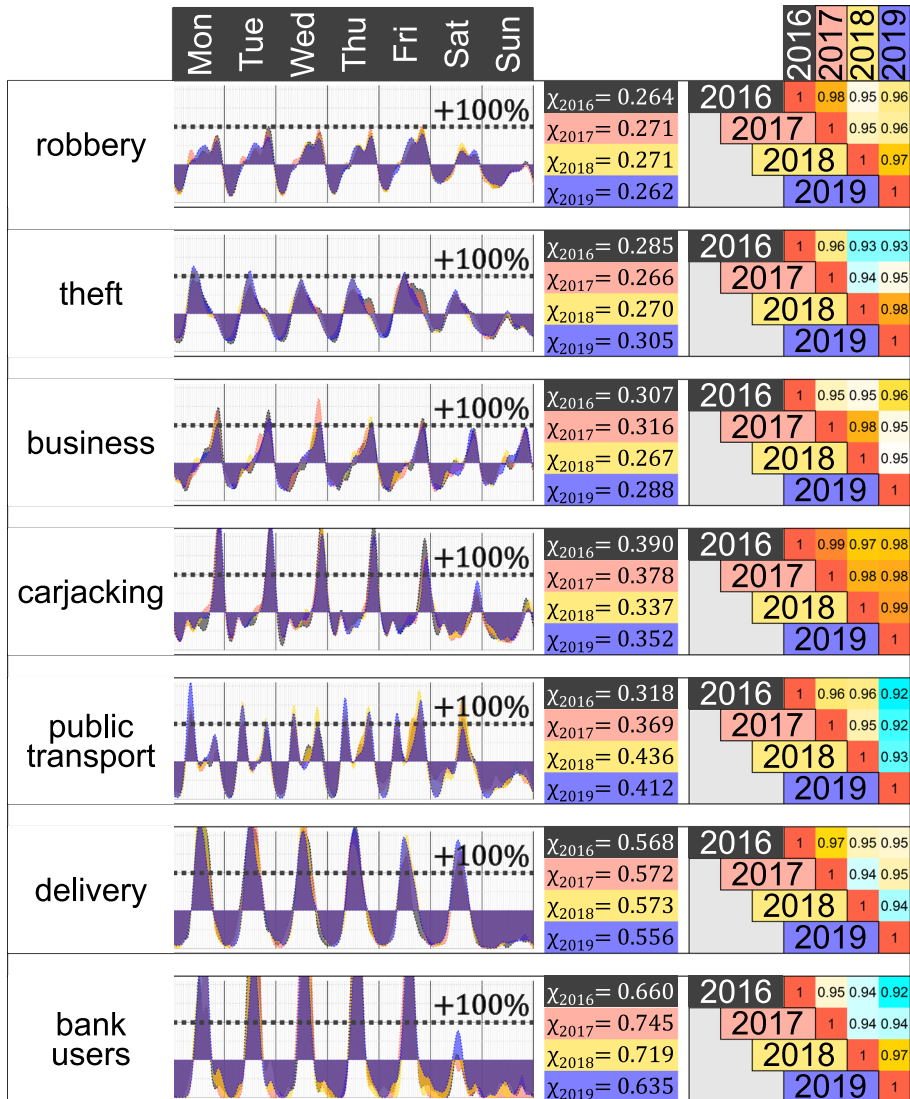 Mon Tue Wed Thu Fri Sat Sun 2016 2017 2018 2019
robbery
+100%
χ2016= 0.264 2016 1 0.98 0.95 0.96
χ2017= 0.271 2017 1 0.95 0.96
χ2018= 0.271 2018 1 0.97
χ2019= 0.262 2019 1
theft
+100%
χ2016= 0.285 2016 1 0.96 0.93 0.93
χ2017= 0.266 2017 1 0.94 0.95
χ2018= 0.270 2018 1 0.98
χ2019= 0.305 2019 1
business
+100%
χ2016= 0.307 2016 1 0.95 0.95 0.96
χ2017= 0.316 2017 1 0.98 0.95
χ2018= 0.267 2018 1 0.95
χ2019= 0.288 2019 1
carjacking
+100%
χ2016= 0.390 2016 1 0.99 0.97 0.98
χ2017= 0.378 2017 1 0.98 0.98
χ2018= 0.337 2018 1 0.99
χ2019= 0.352 2019 1
public
transport
+100%
χ2016= 0.318 2016 1 0.96 0.96 0.92
χ2017= 0.369 2017 1 0.95 0.92
χ2018= 0.436 2018 1 0.93
χ2019= 0.412 2019 1
delivery
+100%
χ2016= 0.568 2016 1 0.97 0.95 0.95
χ2017= 0.572 2017 1 0.94 0.95
χ2018= 0.573 2018 1 0.94
χ2019= 0.556 2019 1
bank
users
+100%
χ2016= 0.660 2016 1 0.95 0.94 0.92
χ2017= 0.745 2017 1 0.94 0.94
χ2018= 0.719 2018 1 0.97
χ2019= 0.635 2019 1